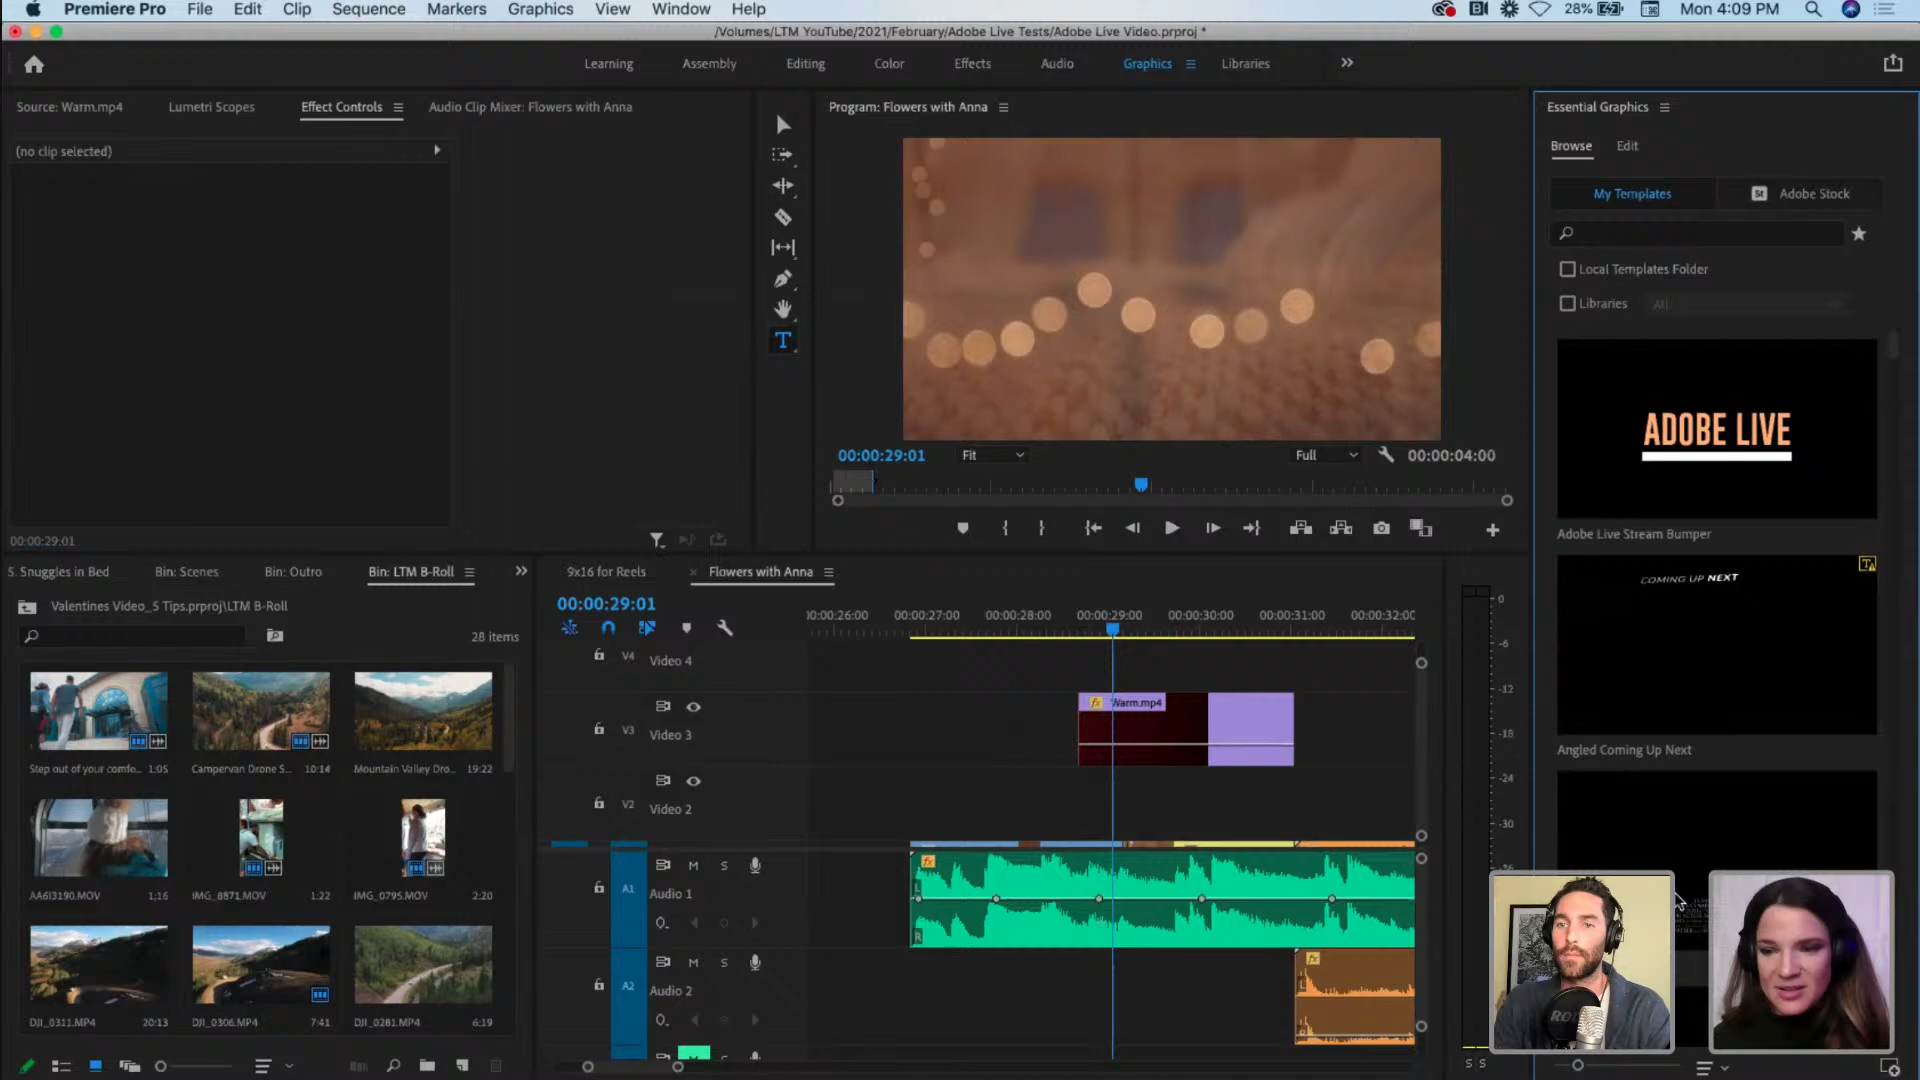 Premiere Pro File Edit Clip Sequence Markers Graphics View Window Help 28% Mon 4:09 PM
/Volumes/LTM YouTube/2021/February/Adobe Live Tests/Adobe Live Video.prproj *
Learning Assembly Editing Color Effects Audio Graphics Libraries
Source: Warm.mp4 Lumetri Scopes Effect Controls Audio Clip Mixer: Flowers with Anna
(no clip selected)
00:00:29:01
Program: Flowers with Anna
00:00:29:01 Fit Full 00:00:04:00
Essential Graphics
Browse Edit
My Templates St Adobe Stock
Local Templates Folder
Libraries All
ADOBE LIVE
Adobe Live Stream Bumper
COMING UP NEXT
Angled Coming Up Next
5. Snuggles in Bed Bin: Scenes Bin: Outro Bin: LTM B-Roll
Valentines Video_5 Tips.prproj\LTM B-Roll
28 items
Step out of your comfo... 1:05 Campervan Drone S... 10:14 Mountain Valley Dro... 19:22
AA6I3190.MOV 1;16 IMG_8871.MOV 1:22 IMG_0795.MOV 2:20
DJI_0311.MP4 20:13 DJI_0306.MP4 7:41 DJI_0281.MP4 6:19
9x16 for Reels × Flowers with Anna
00:00:29:01
00:00:26:00 00:00:27:00 00:00:28:00 00:00:29:00 00:00:30:00 00:00:31:00 00:00:32:00
V4 Video 4
fx Warm.mp4
V3 Video 3
V2 Video 2
M S
A1 Audio 1
fx
L
R
M S
A2 Audio 2
fx
L
0
-6
-12
-18
-24
-30
S S